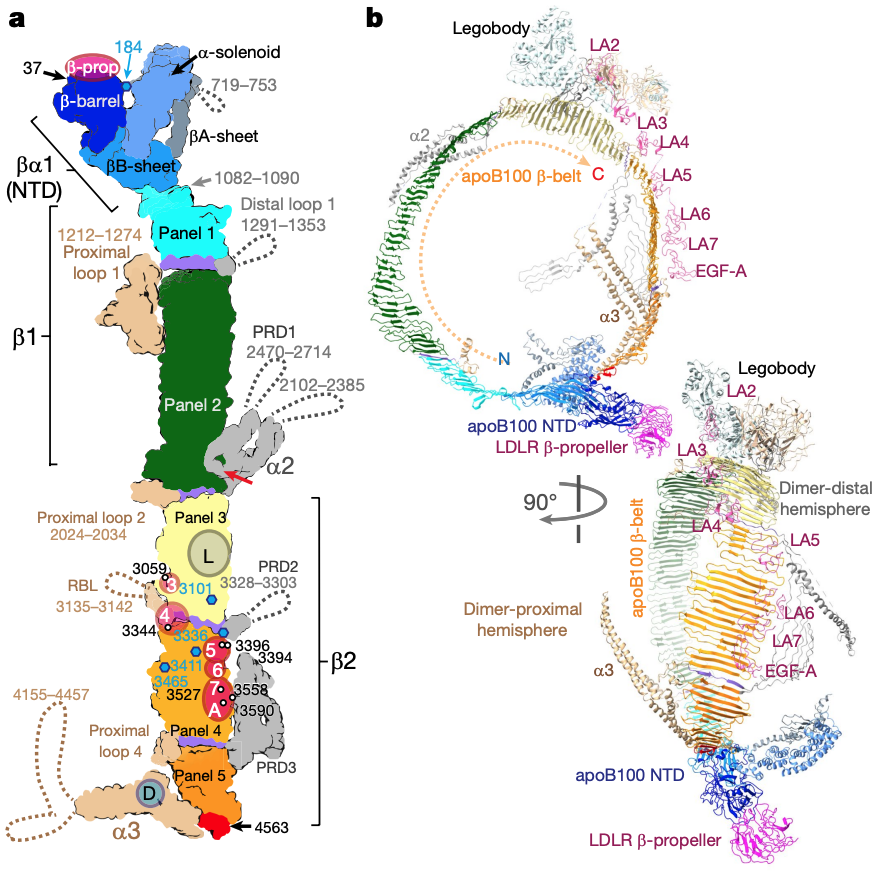 a
184
α-solenoid
37
β-prop
719–753
β-barrel
βA-sheet
βα1
(NTD)
βB-sheet
1082–1090
Distal loop 1
1291–1353
Panel 1
1212–1274
Proximal
loop 1
β1
PRD1
2470–2714
2102–2385
Panel 2
α2
Proximal loop 2
2024–2034
Panel 3
L
PRD2
3328–3303
3059
3
3101
RBL
3135–3142
4
3344
3336
5
3396
3394
3411
6
3465
7
3558
3527
A
3590
β2
4155–4457
Proximal
loop 4
Panel 4
PRD3
Panel 5
D
α3
4563
b
Legobody
LA2
LA3
α2
LA4
apoB100 β-belt
C
LA5
LA6
LA7
EGF-A
α3
N
apoB100 NTD
LDLR β-propeller
90°
Legobody
LA2
LA3
Dimer-distal
hemisphere
LA4
LA5
apoB100 β-belt
Dimer-proximal
hemisphere
LA6
LA7
EGF-A
α3
apoB100 NTD
LDLR β-propeller